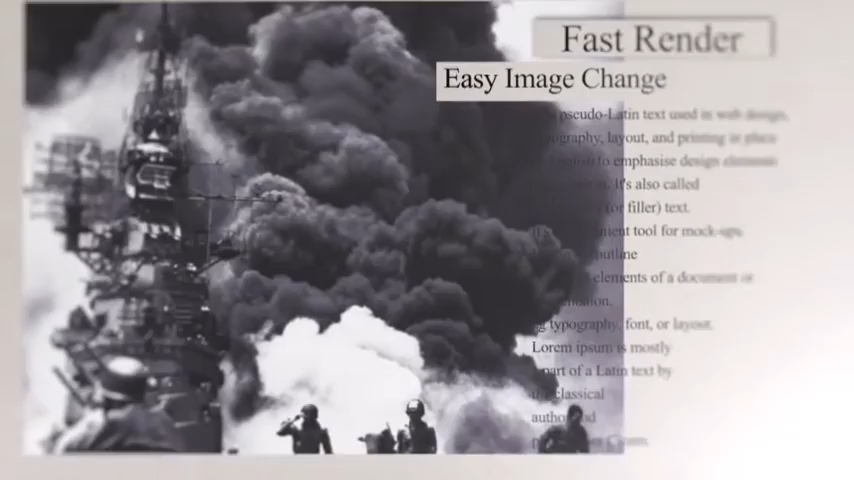 Fast Render
Easy Image Change
pseudo-Latin text used in web design,
layout, and printing in place
to emphasise design elements
It's also called
(or filler) text.
tool for mock-ups.
outline
elements of a document or
typography, font, or layout.
Lorem ipsum is mostly
part of a Latin text by
classical